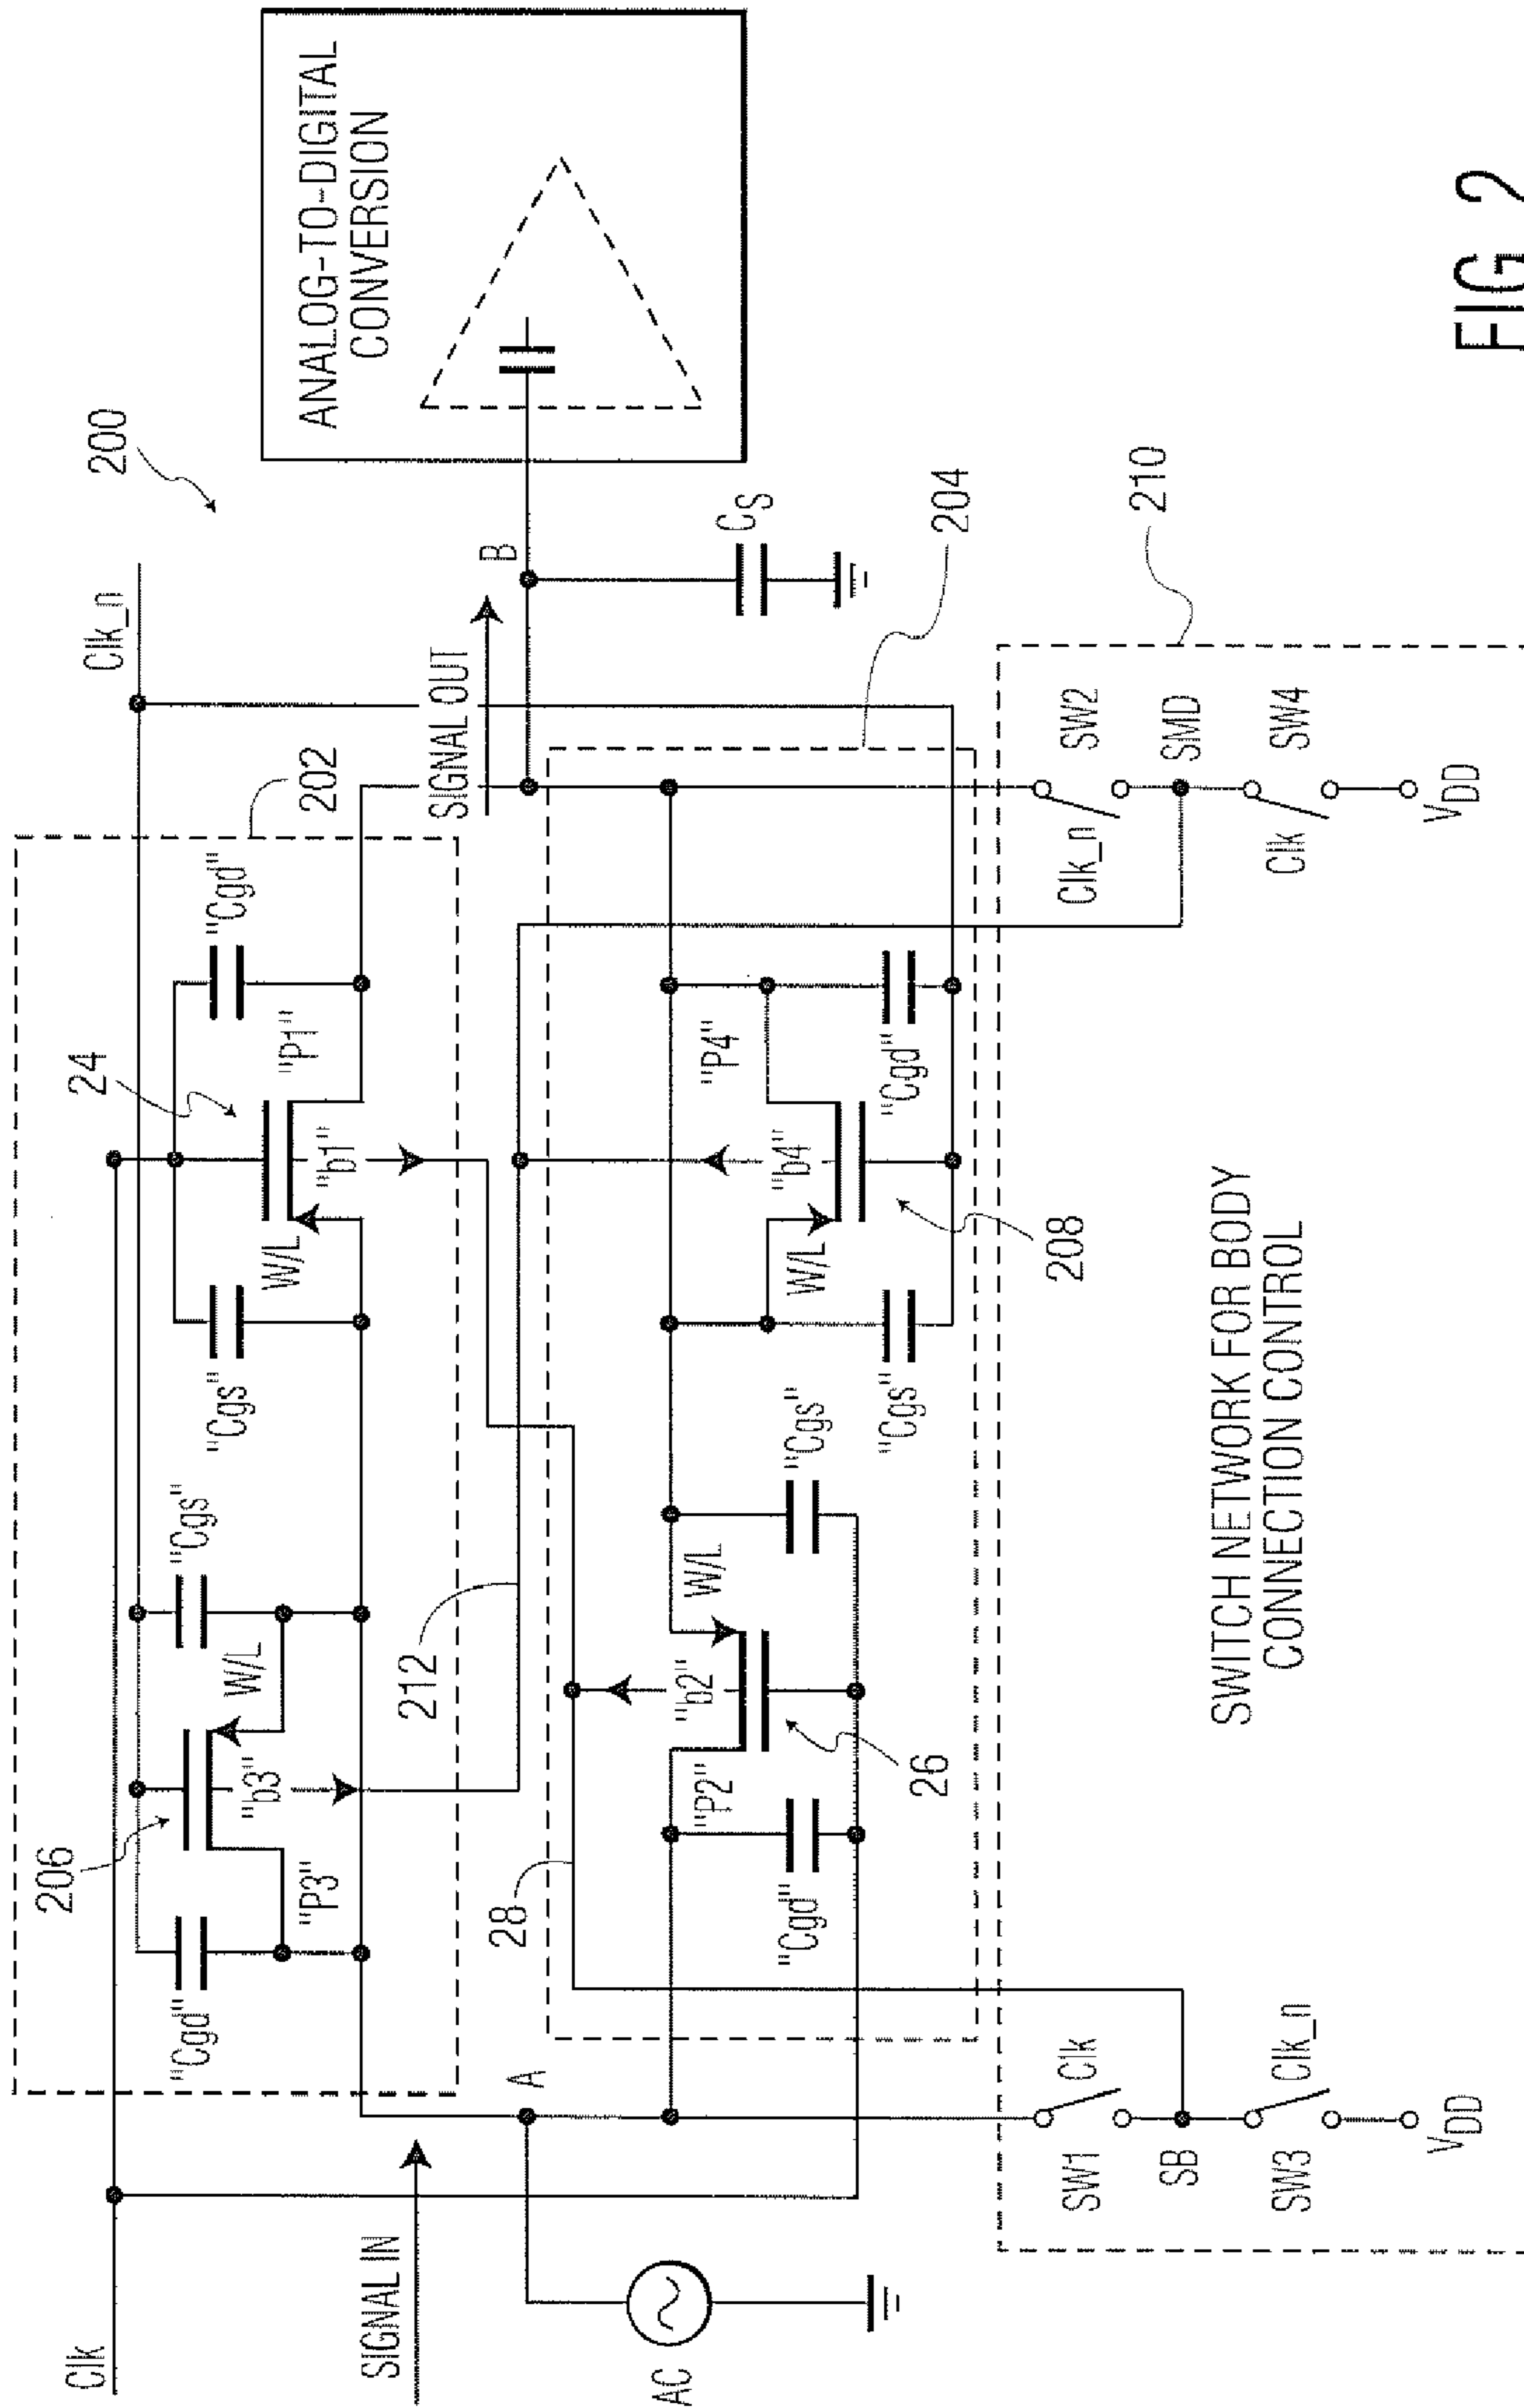 200
ANALOG-TO-DIGITAL
CONVERSION
Clk_n
Clk
202
24
206
"Cgd"
"P3"
"b3"
W/L
"Cgs"
"Cgs"
W/L
"b1"
"P1"
"Cgd"
SIGNAL IN
SIGNAL OUT
A
B
AC
CS
212
28
"Cgd"
"P2"
"b2"
W/L
"Cgs"
26
"Cgs"
W/L
"b4"
"P4"
"Cgd"
208
204
210
SW1
Clk
SB
SW3
Clk_n
VDD
SWITCH NETWORK FOR BODY
CONNECTION CONTROL
SW2
Clk_n
SMD
SW4
Clk
VDD
FIG 2